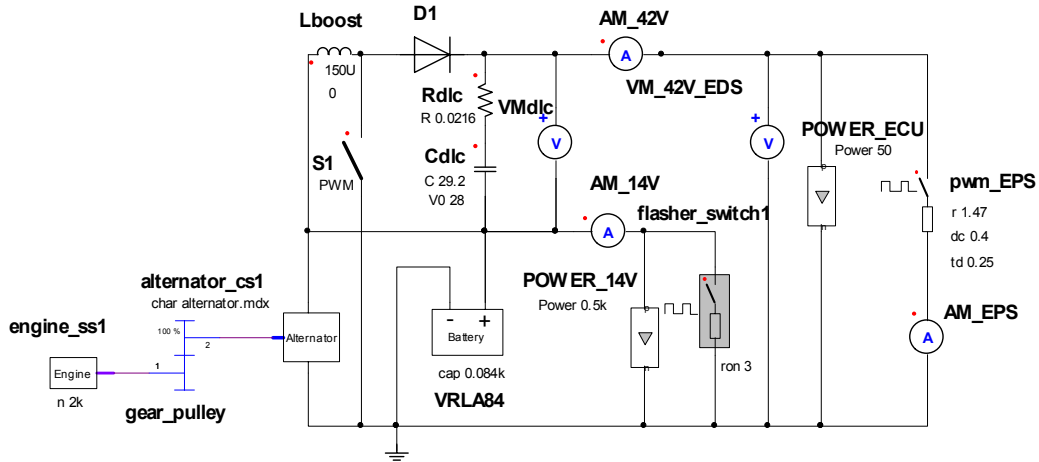 Lboost
150U
0
D1
AM_42V
A
Rdlc
R 0.0216
VMdlc
+
V
VM_42V_EDS
+
V
POWER_ECU
Power 50
p
n
S1
PWM
Cdlc
C 29.2
V0 28
AM_14V
A
flasher_switch1
pwm_EPS
r 1.47
dc 0.4
td 0.25
alternator_cs1
char alternator.mdx
100 %
2
Alternator
POWER_14V
Power 0.5k
p
n
ron 3
AM_EPS
A
engine_ss1
Engine
n 2k
1
gear_pulley
- +
Battery
cap 0.084k
VRLA84